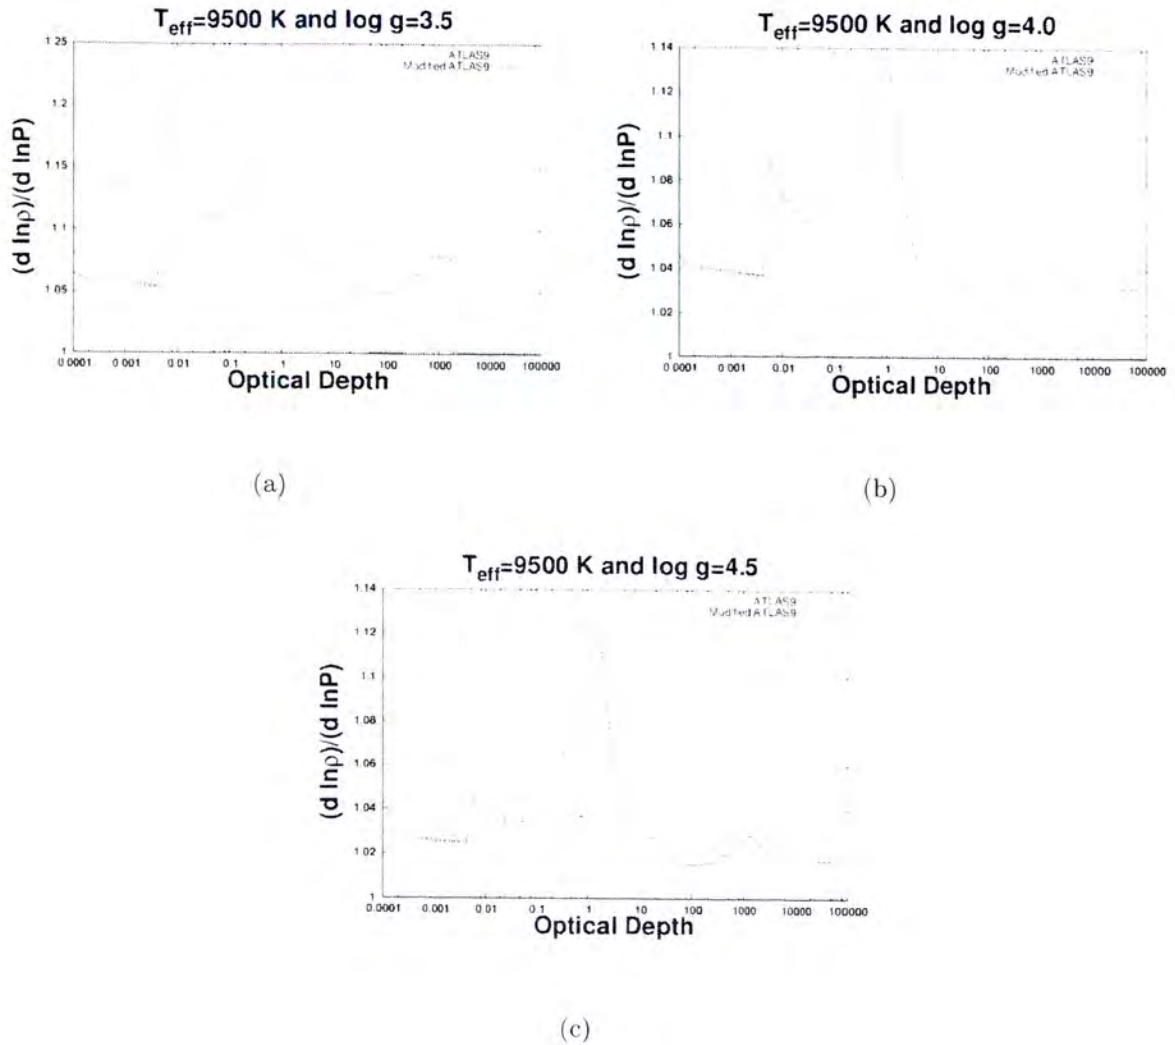 T_eff=9500 K and log g=3.5
ATLAS9
Modified ATLAS9
(d lnρ)/(d lnP)
1.25
1.2
1.15
1.1
1.05
1
0.0001 0.001 0.01 0.1 1 10 100 1000 10000 100000
Optical Depth
(a)
T_eff=9500 K and log g=4.0
ATLAS9
Modified ATLAS9
(d lnρ)/(d lnP)
1.14
1.12
1.1
1.08
1.06
1.04
1.02
1
0.0001 0.001 0.01 0.1 1 10 100 1000 10000 100000
Optical Depth
(b)
T_eff=9500 K and log g=4.5
ATLAS9
Modified ATLAS9
(d lnρ)/(d lnP)
1.14
1.12
1.1
1.08
1.06
1.04
1.02
1
0.0001 0.001 0.01 0.1 1 10 100 1000 10000 100000
Optical Depth
(c)